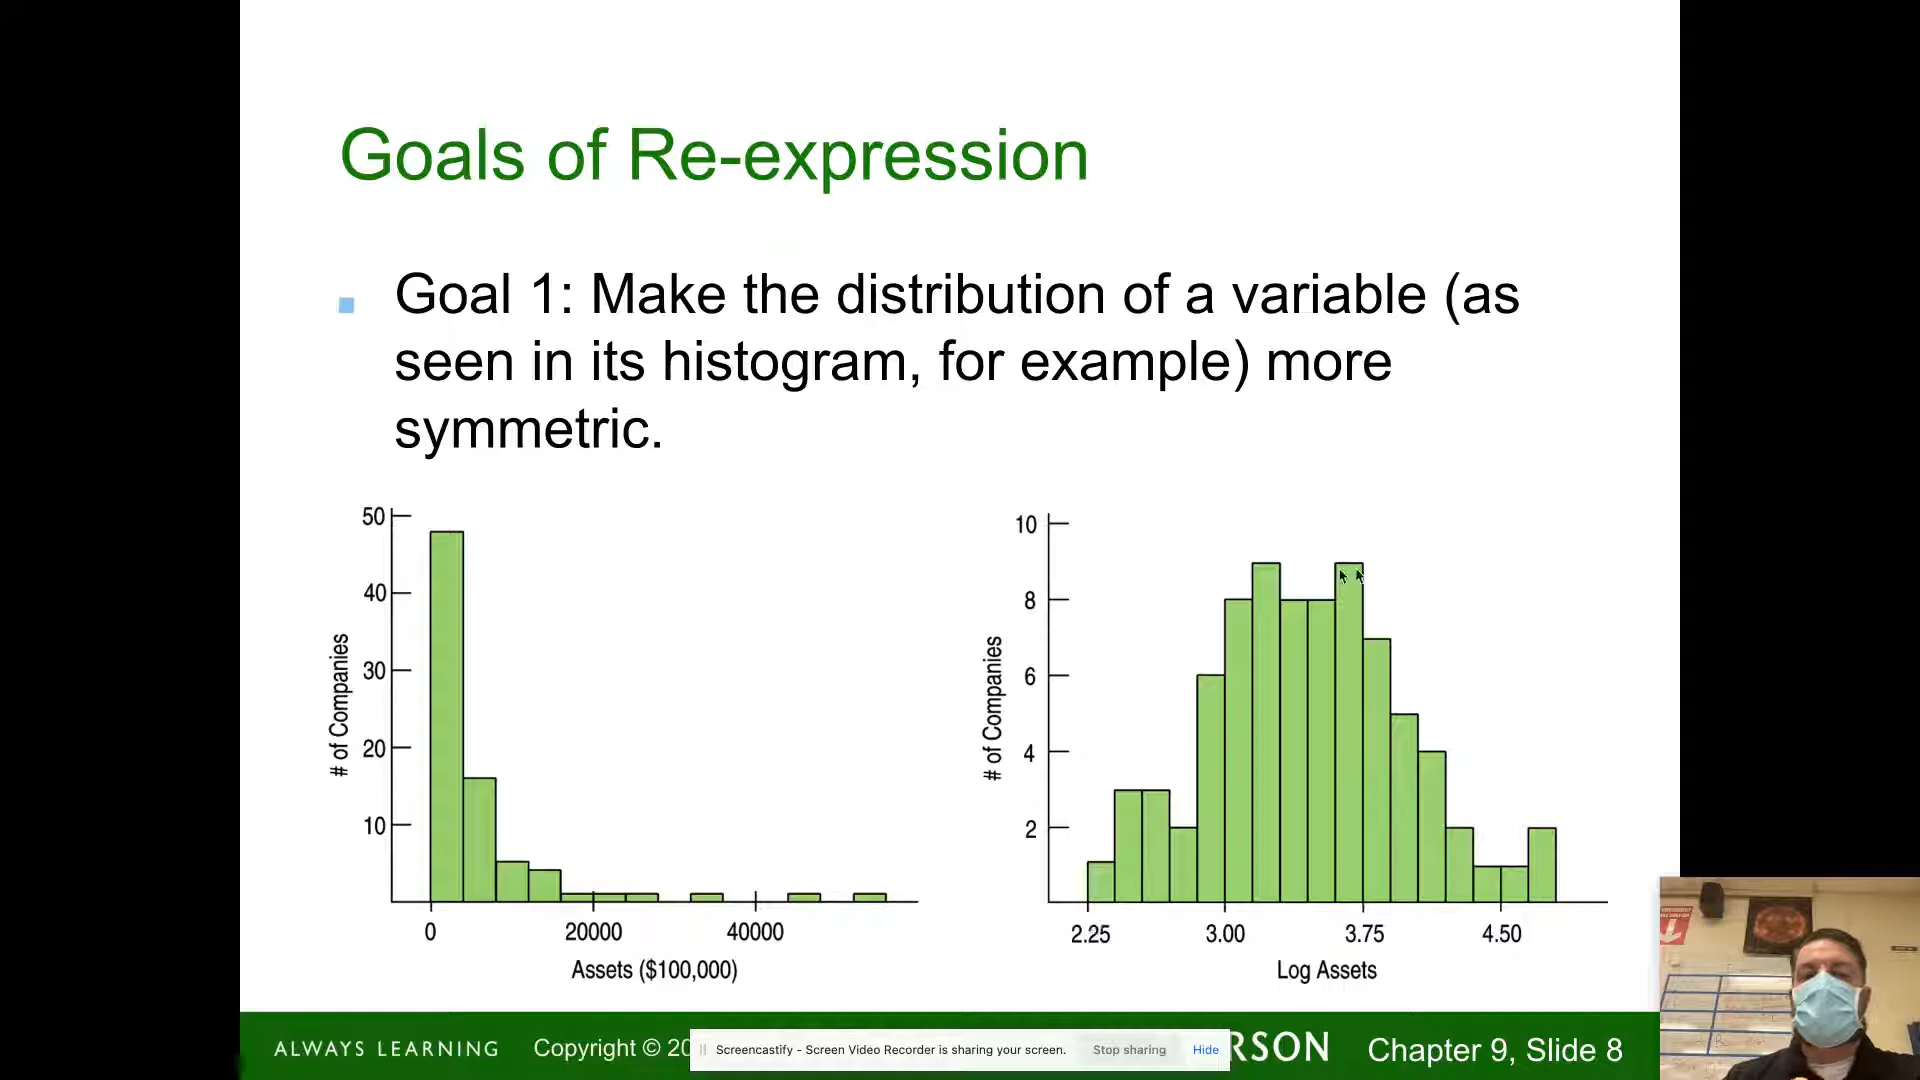 Goals of Re-expression
Goal 1: Make the distribution of a variable (as
seen in its histogram, for example) more
symmetric.
50
40
30
20
10
# of Companies
0 20000 40000
Assets ($100,000)
10
8
6
4
2
# of Companies
2.25 3.00 3.75 4.50
Log Assets
ALWAYS LEARNING Copyright © 20
Screencastify - Screen Video Recorder is sharing your screen. Stop sharing Hide
RSON Chapter 9, Slide 8